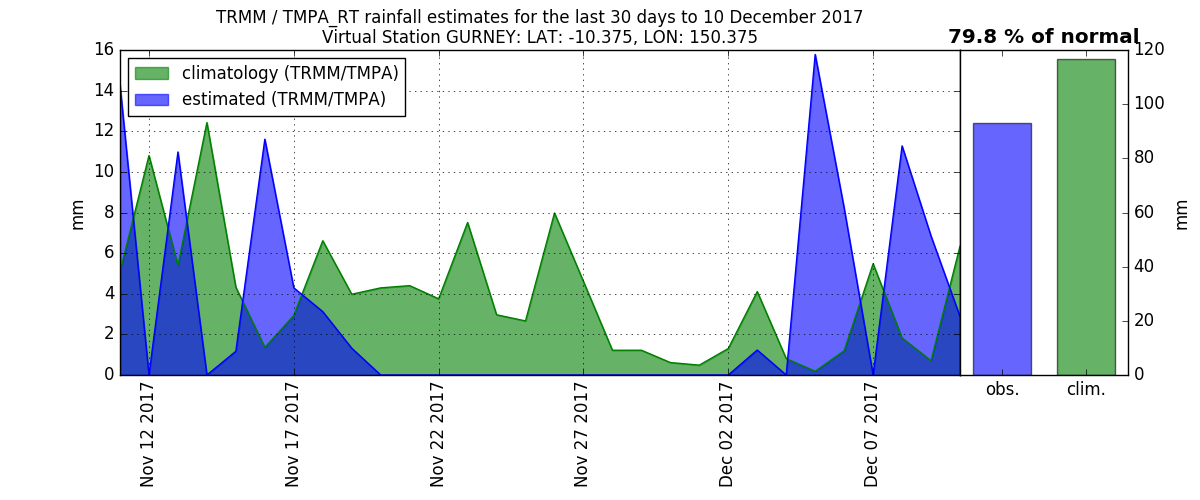 TRMM / TMPA_RT rainfall estimates for the last 30 days to 10 December 2017
Virtual Station GURNEY: LAT: -10.375, LON: 150.375
79.8 % of normal
climatology (TRMM/TMPA)
estimated (TRMM/TMPA)
16
14
12
10
8
6
4
2
0
mm
Nov 12 2017
Nov 17 2017
Nov 22 2017
Nov 27 2017
Dec 02 2017
Dec 07 2017
120
100
80
60
40
20
0
mm
obs.
clim.